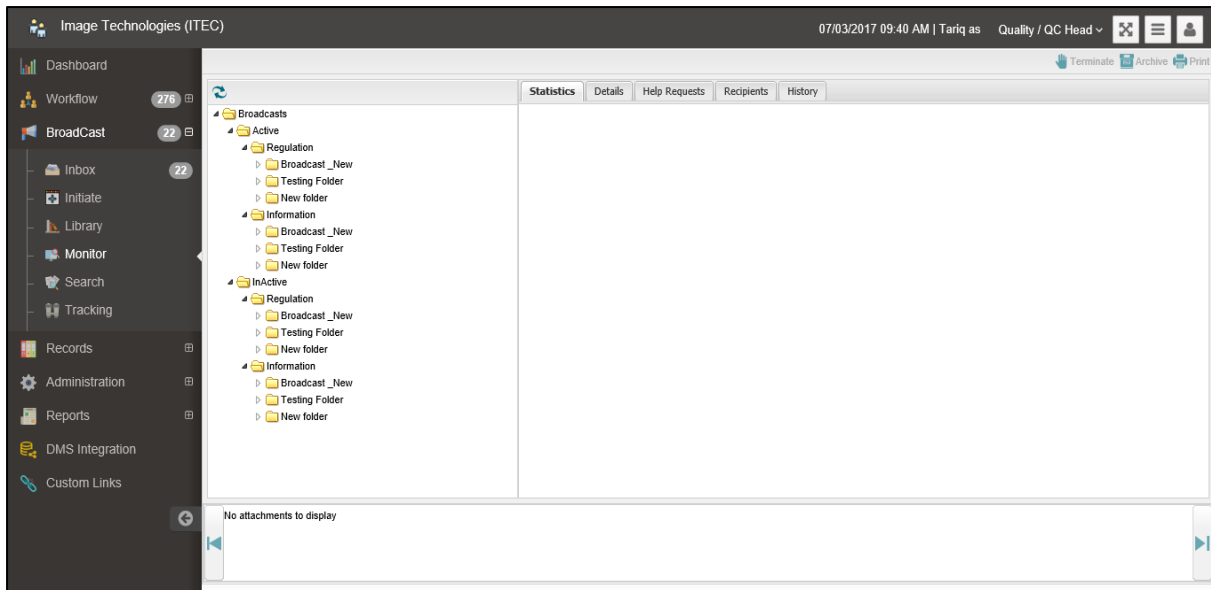 Image Technologies (ITEC)
07/03/2017 09:40 AM | Tariq as Quality / QC Head
Terminate Archive Print
Dashboard
Workflow 276
BroadCast 22
Inbox 22
Initiate
Library
Monitor
Search
Tracking
Records
Administration
Reports
DMS Integration
Custom Links
Broadcasts
Active
Regulation
Broadcast _New
Testing Folder
New folder
Information
Broadcast _New
Testing Folder
New folder
InActive
Regulation
Broadcast _New
Testing Folder
New folder
Information
Broadcast _New
Testing Folder
New folder
Statistics Details Help Requests Recipients History
No attachments to display